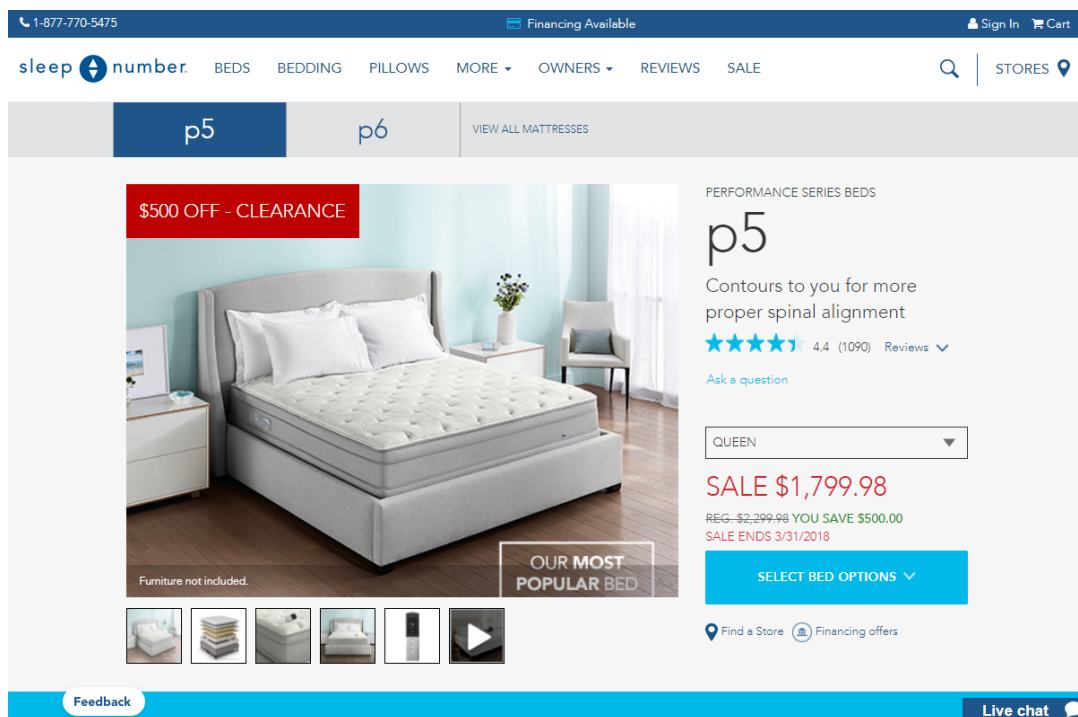 1-877-770-5475
Financing Available
Sign In
Cart
sleep number.
BEDS
BEDDING
PILLOWS
MORE
OWNERS
REVIEWS
SALE
STORES
p5
p6
VIEW ALL MATTRESSES
$500 OFF - CLEARANCE
Furniture not included.
OUR MOST
POPULAR BED
PERFORMANCE SERIES BEDS
p5
Contours to you for more
proper spinal alignment
4.4 (1090) Reviews
Ask a question
QUEEN
SALE $1,799.98
REG. $2,299.98 YOU SAVE $500.00
SALE ENDS 3/31/2018
SELECT BED OPTIONS
Find a Store
Financing offers
Feedback
Live chat